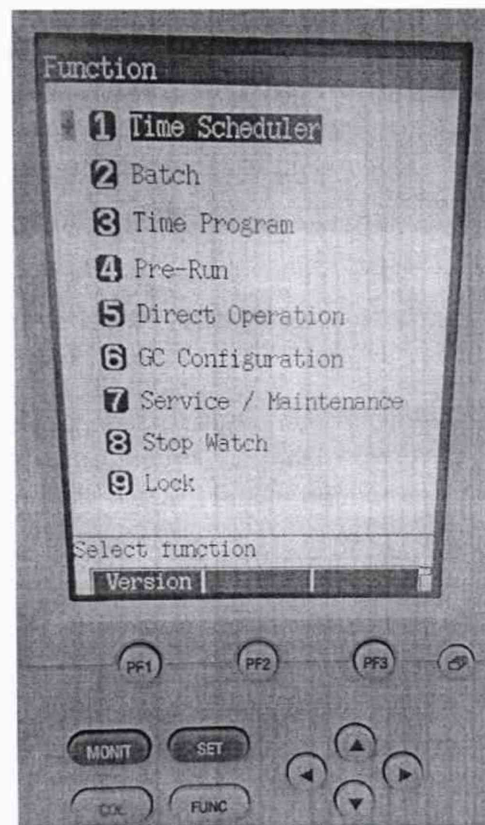 Function
1 Time Scheduler
2 Batch
3 Time Program
4 Pre-Run
5 Direct Operation
6 GC Configuration
7 Service / Maintenance
8 Stop Watch
9 Lock
Select function
Version
PF1 PF2 PF3
MONIT SET
COL FUNC